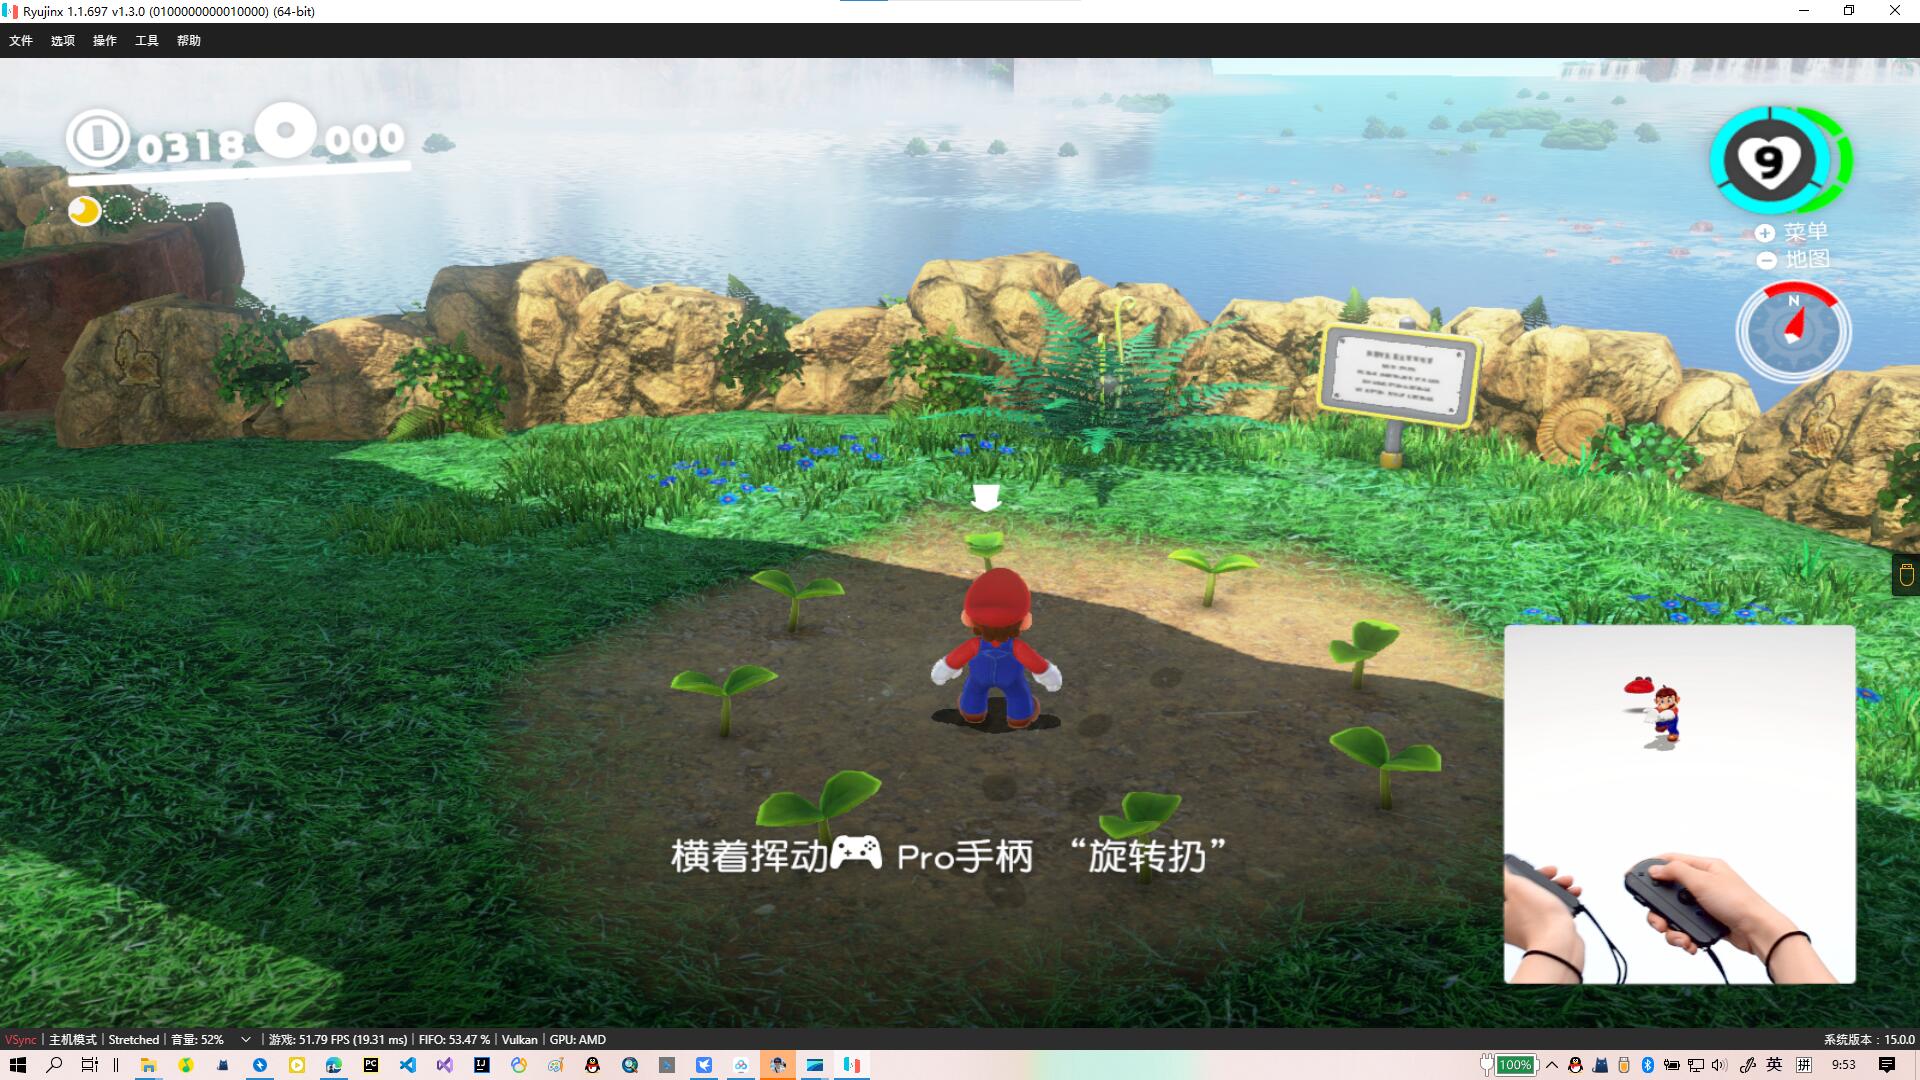 Ryujinx 1.1.697 v1.3.0 (0100000000010000) (64-bit)
文件 选项 操作 工具 帮助
0318 000
9
菜单
地图
N
横着挥动 Pro手柄 “旋转扔”
VSync 主机模式 Stretched 音量: 52% 游戏: 51.79 FPS (19.31 ms) FIFO: 53.47 % Vulkan GPU: AMD
系统版本：15.0.0
PC
IJ
100%
英
拼
9:53